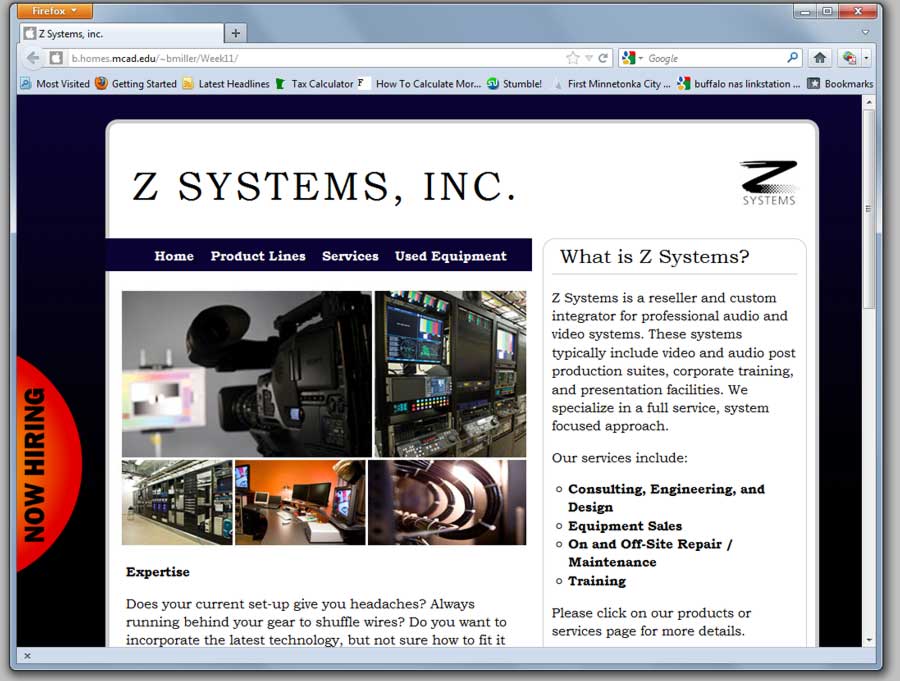 Firefox
Z Systems, inc.
b.homes.mcad.edu/~bmiller/Week11/
Google
Most Visited Getting Started Latest Headlines Tax Calculator F How To Calculate Mor... Stumble! First Minnetonka City ... buffalo nas linkstation ... Bookmarks
Z SYSTEMS, INC.
Z
SYSTEMS
Home Product Lines Services Used Equipment
NOW HIRING
Expertise
Does your current set-up give you headaches? Always
running behind your gear to shuffle wires? Do you want to
incorporate the latest technology, but not sure how to fit it
What is Z Systems?
Z Systems is a reseller and custom
integrator for professional audio and
video systems. These systems
typically include video and audio post
production suites, corporate training,
and presentation facilities. We
specialize in a full service, system
focused approach.
Our services include:
Consulting, Engineering, and
Design
Equipment Sales
On and Off-Site Repair /
Maintenance
Training
Please click on our products or
services page for more details.